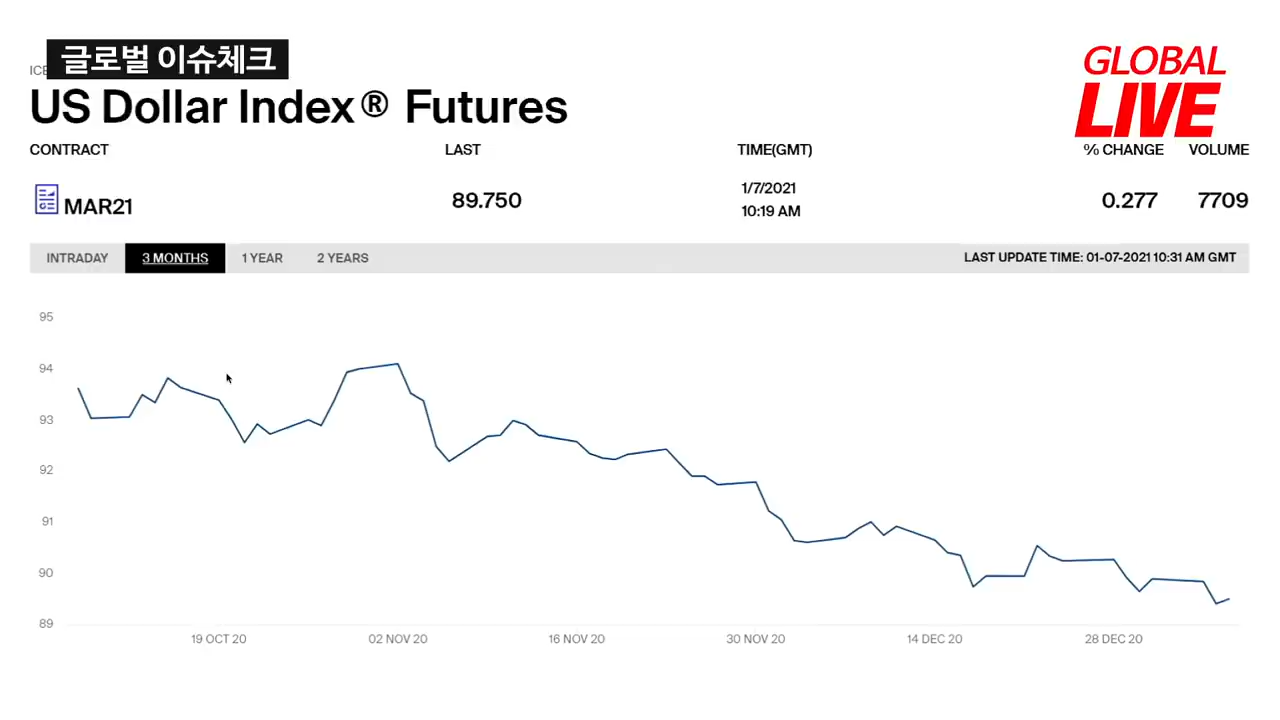 글로벌 이슈체크
ICE
US Dollar Index® Futures
GLOBAL
LIVE
CONTRACT LAST TIME(GMT) % CHANGE VOLUME
MAR21 89.750 1/7/2021 10:19 AM 0.277 7709
INTRADAY 3 MONTHS 1 YEAR 2 YEARS LAST UPDATE TIME: 01-07-2021 10:31 AM GMT
95
94
93
92
91
90
89
19 OCT 20 02 NOV 20 16 NOV 20 30 NOV 20 14 DEC 20 28 DEC 20